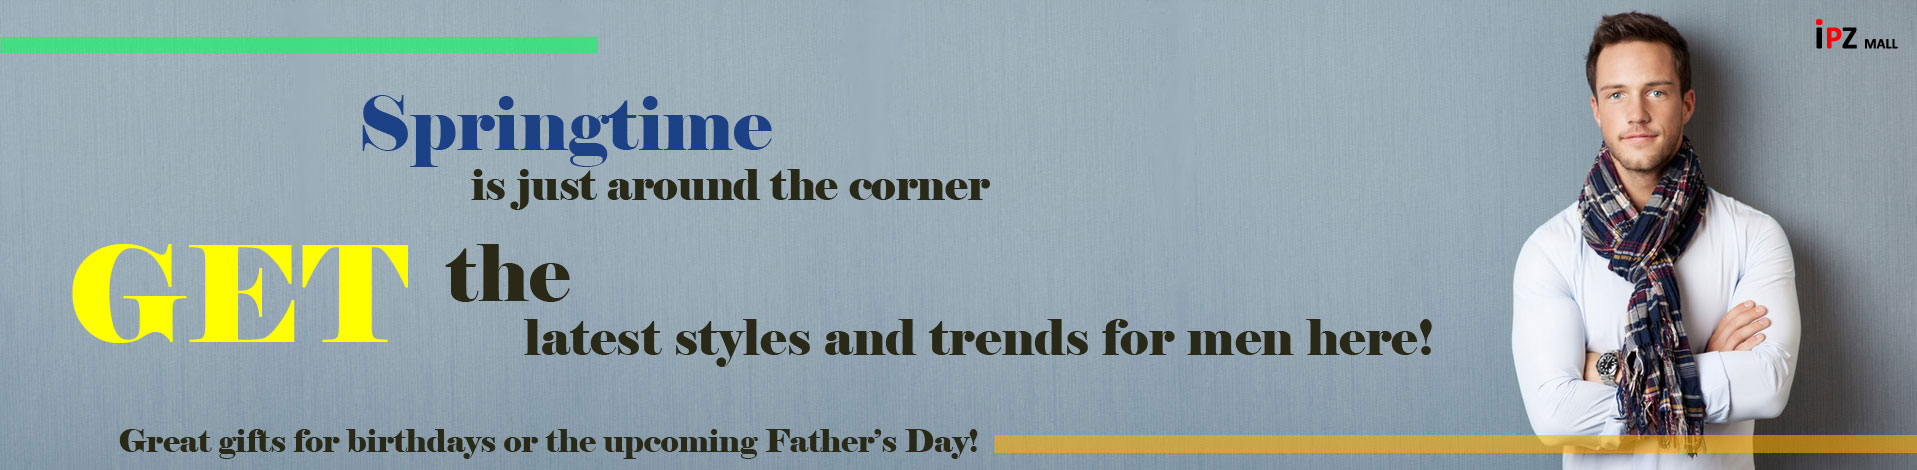 iPZ MALL
Springtime
is just around the corner
GET the
latest styles and trends for men here!
Great gifts for birthdays or the upcoming Father's Day!